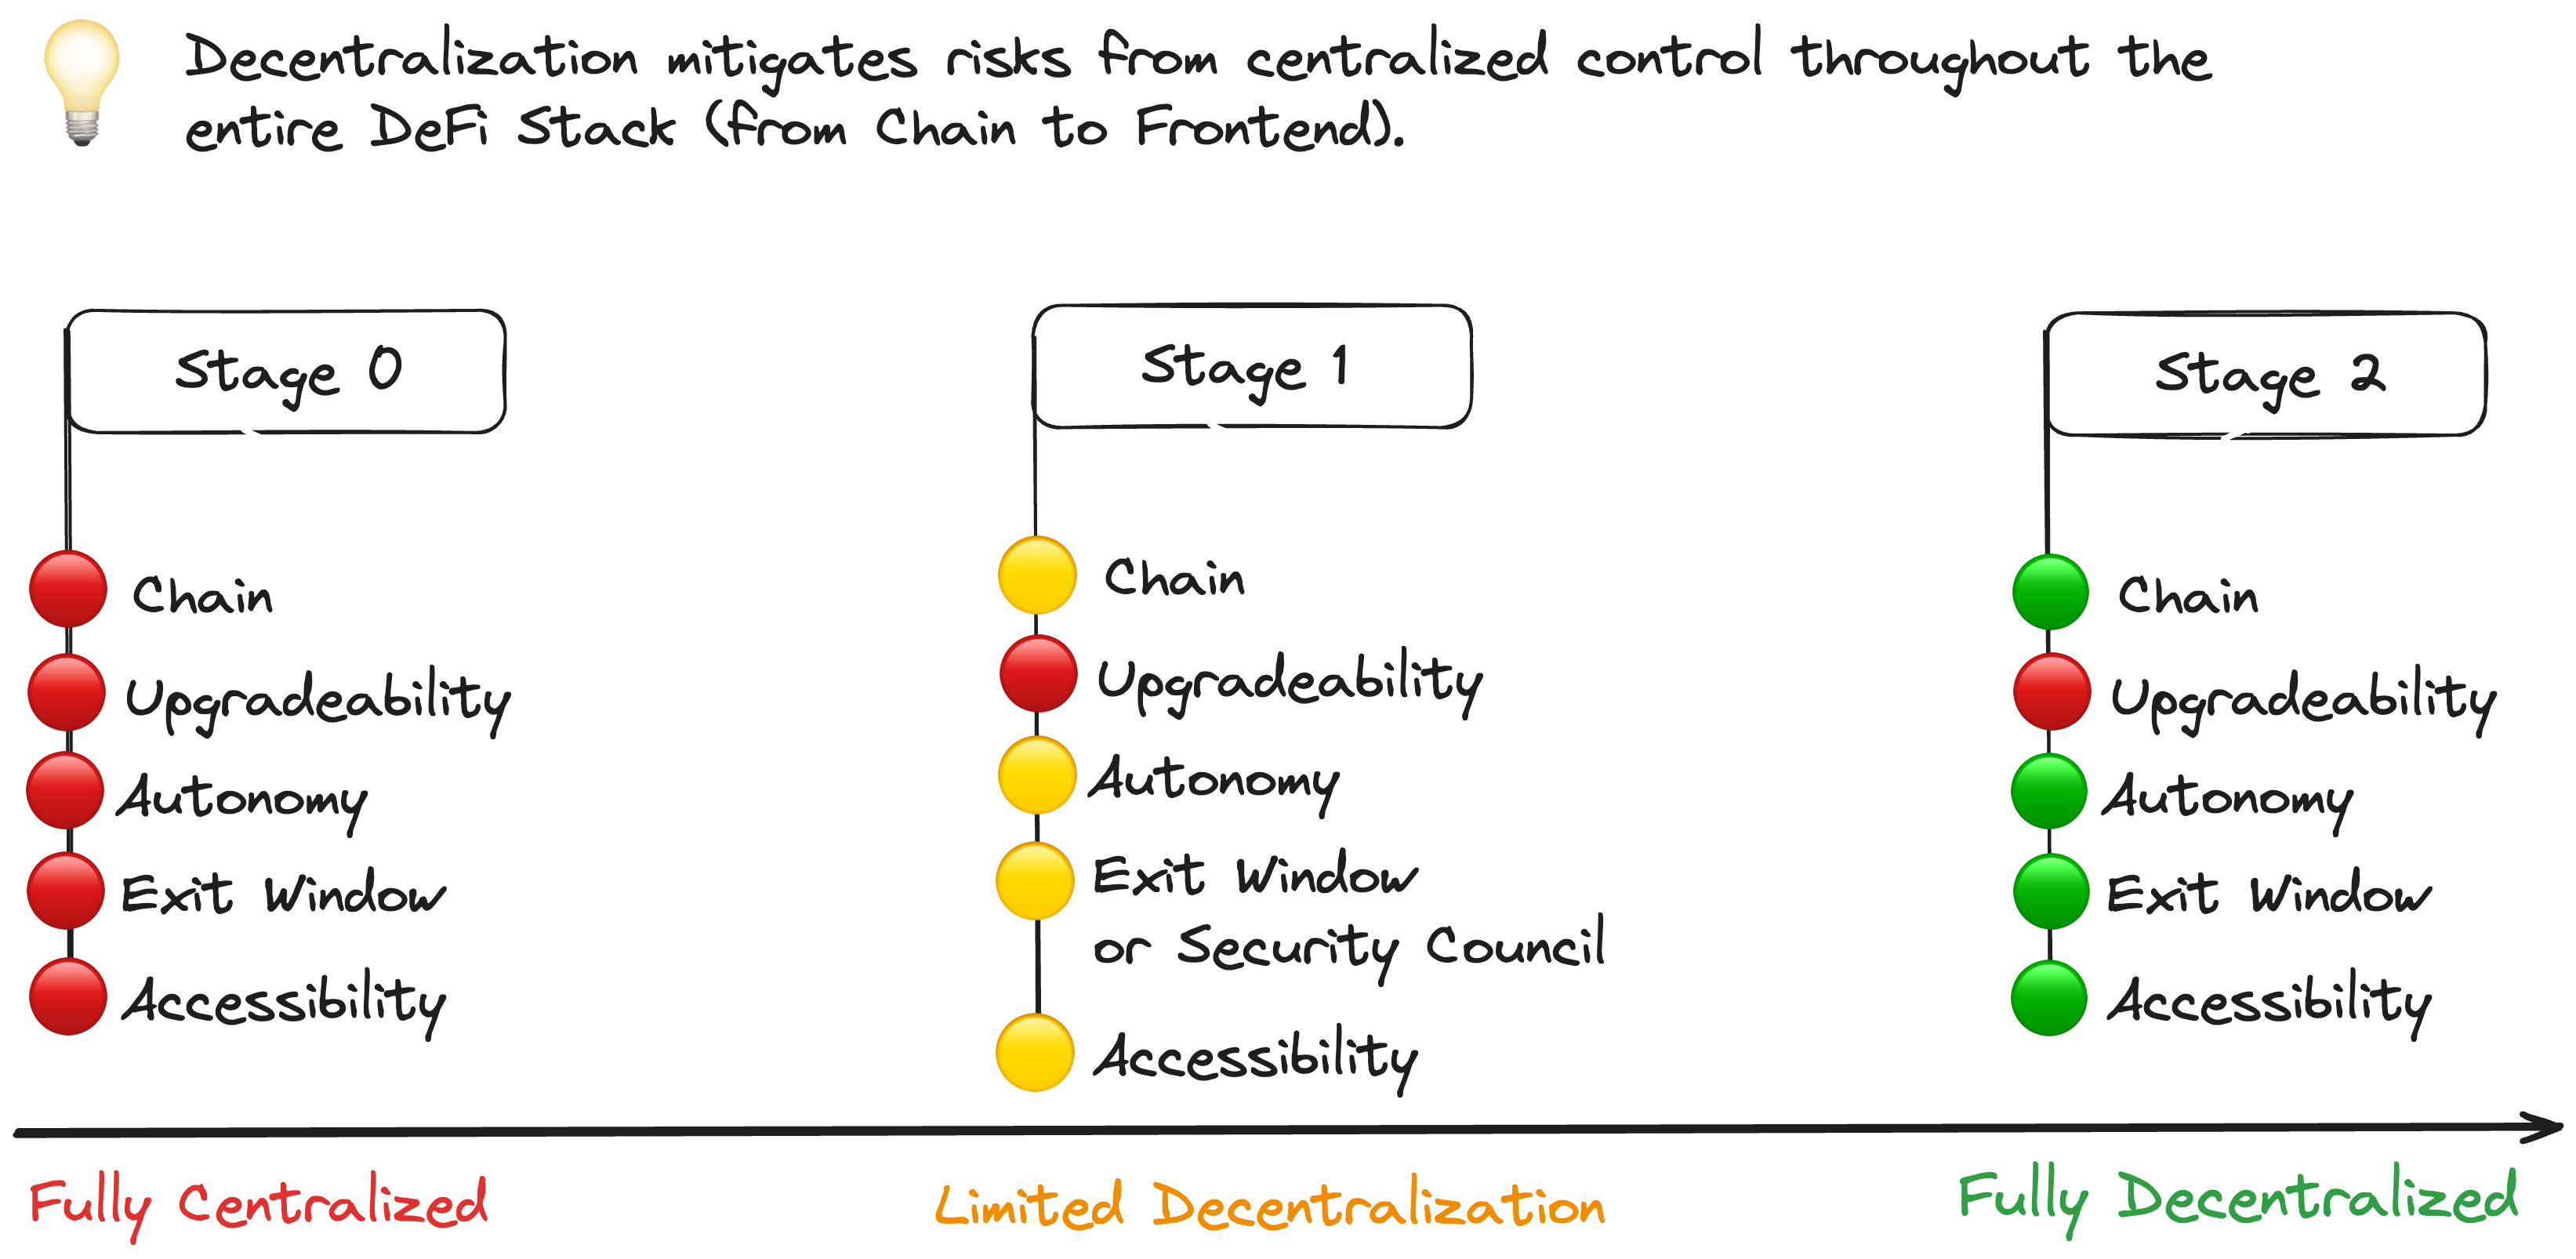 Decentralization mitigates risks from centralized control throughout the
entire DeFi Stack (from Chain to Frontend).
Stage 0
Chain
Upgradeability
Autonomy
Exit Window
Accessibility
Stage 1
Chain
Upgradeability
Autonomy
Exit Window
or Security Council
Accessibility
Stage 2
Chain
Upgradeability
Autonomy
Exit Window
Accessibility
Fully Centralized
Limited Decentralization
Fully Decentralized